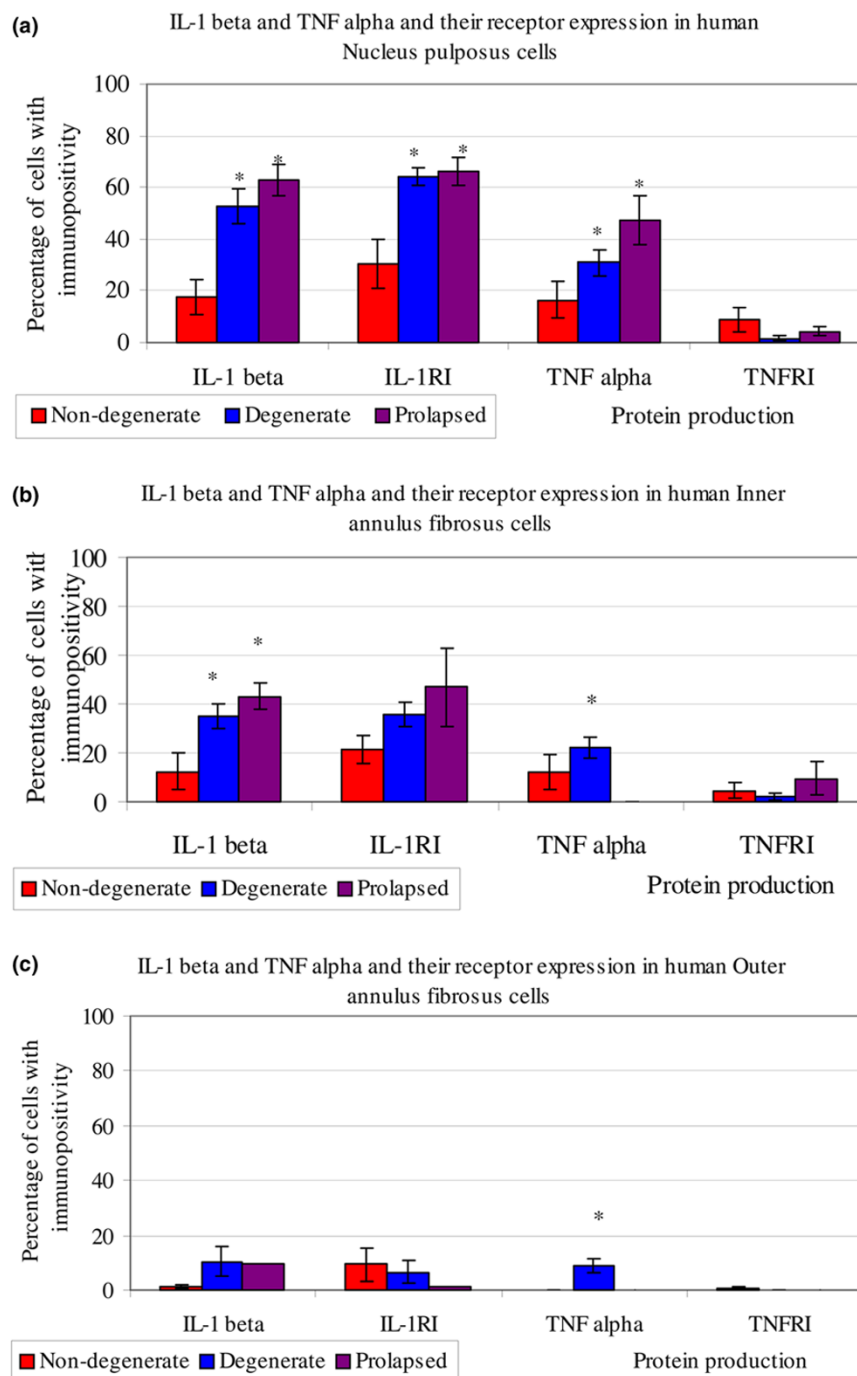 (a)
IL-1 beta and TNF alpha and their receptor expression in human
Nucleus pulposus cells
Percentage of cells with
immunopositivity
100
80
60
40
20
0
* * * * * *
IL-1 beta IL-1RI TNF alpha TNFRI
Non-degenerate Degenerate Prolapsed Protein production
(b)
IL-1 beta and TNF alpha and their receptor expression in human Inner
annulus fibrosus cells
Percentage of cells with
immunopositivity
100
80
60
40
20
0
* * *
IL-1 beta IL-1RI TNF alpha TNFRI
Non-degenerate Degenerate Prolapsed Protein production
(c)
IL-1 beta and TNF alpha and their receptor expression in human Outer
annulus fibrosus cells
Percentage of cells with
immunopositivity
100
80
60
40
20
0
*
IL-1 beta IL-1RI TNF alpha TNFRI
Non-degenerate Degenerate Prolapsed Protein production